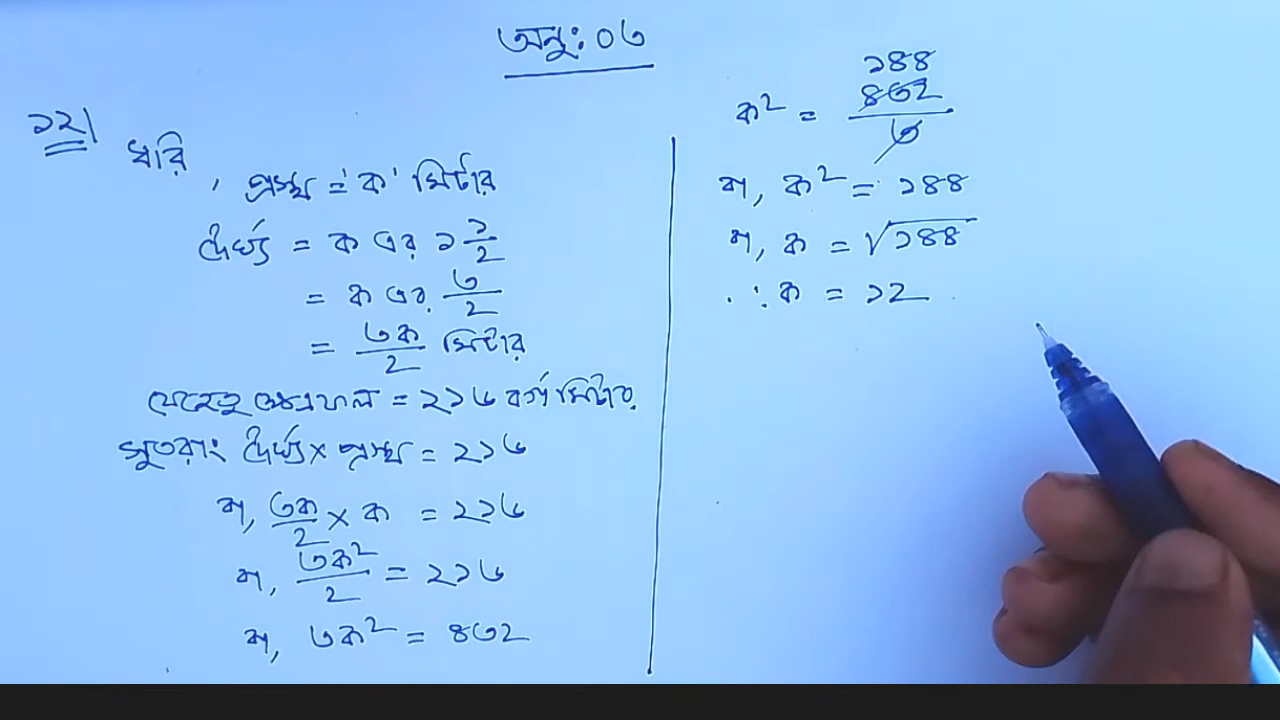 অনু: ০৩
১২।
ধরি, প্রস্থ = 'ক' মিটার
দৈর্ঘ্য = ক এর ১ ১/২
= ক এর ৩/২
= ৩ক/২ মিটার
যেহেতু ক্ষেত্রফল = ২১৬ বর্গ মিটার
সুতরাং দৈর্ঘ্য × প্রস্থ = ২১৬
বা, ৩ক/২ × ক = ২১৬
বা, ৩ক²/২ = ২১৬
বা, ৩ক² = ৪৩২
১৪৪
ক² = ৪৩২/৩
বা, ক² = ১৪৪
বা, ক = √১৪৪
∴ ক = ১২